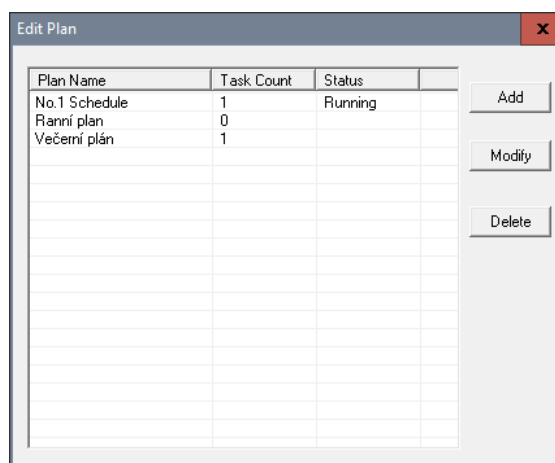 Edit Plan
x
Plan Name Task Count Status
No.1 Schedule 1 Running
Ranní plan 0
Večerní plán 1
Add
Modify
Delete